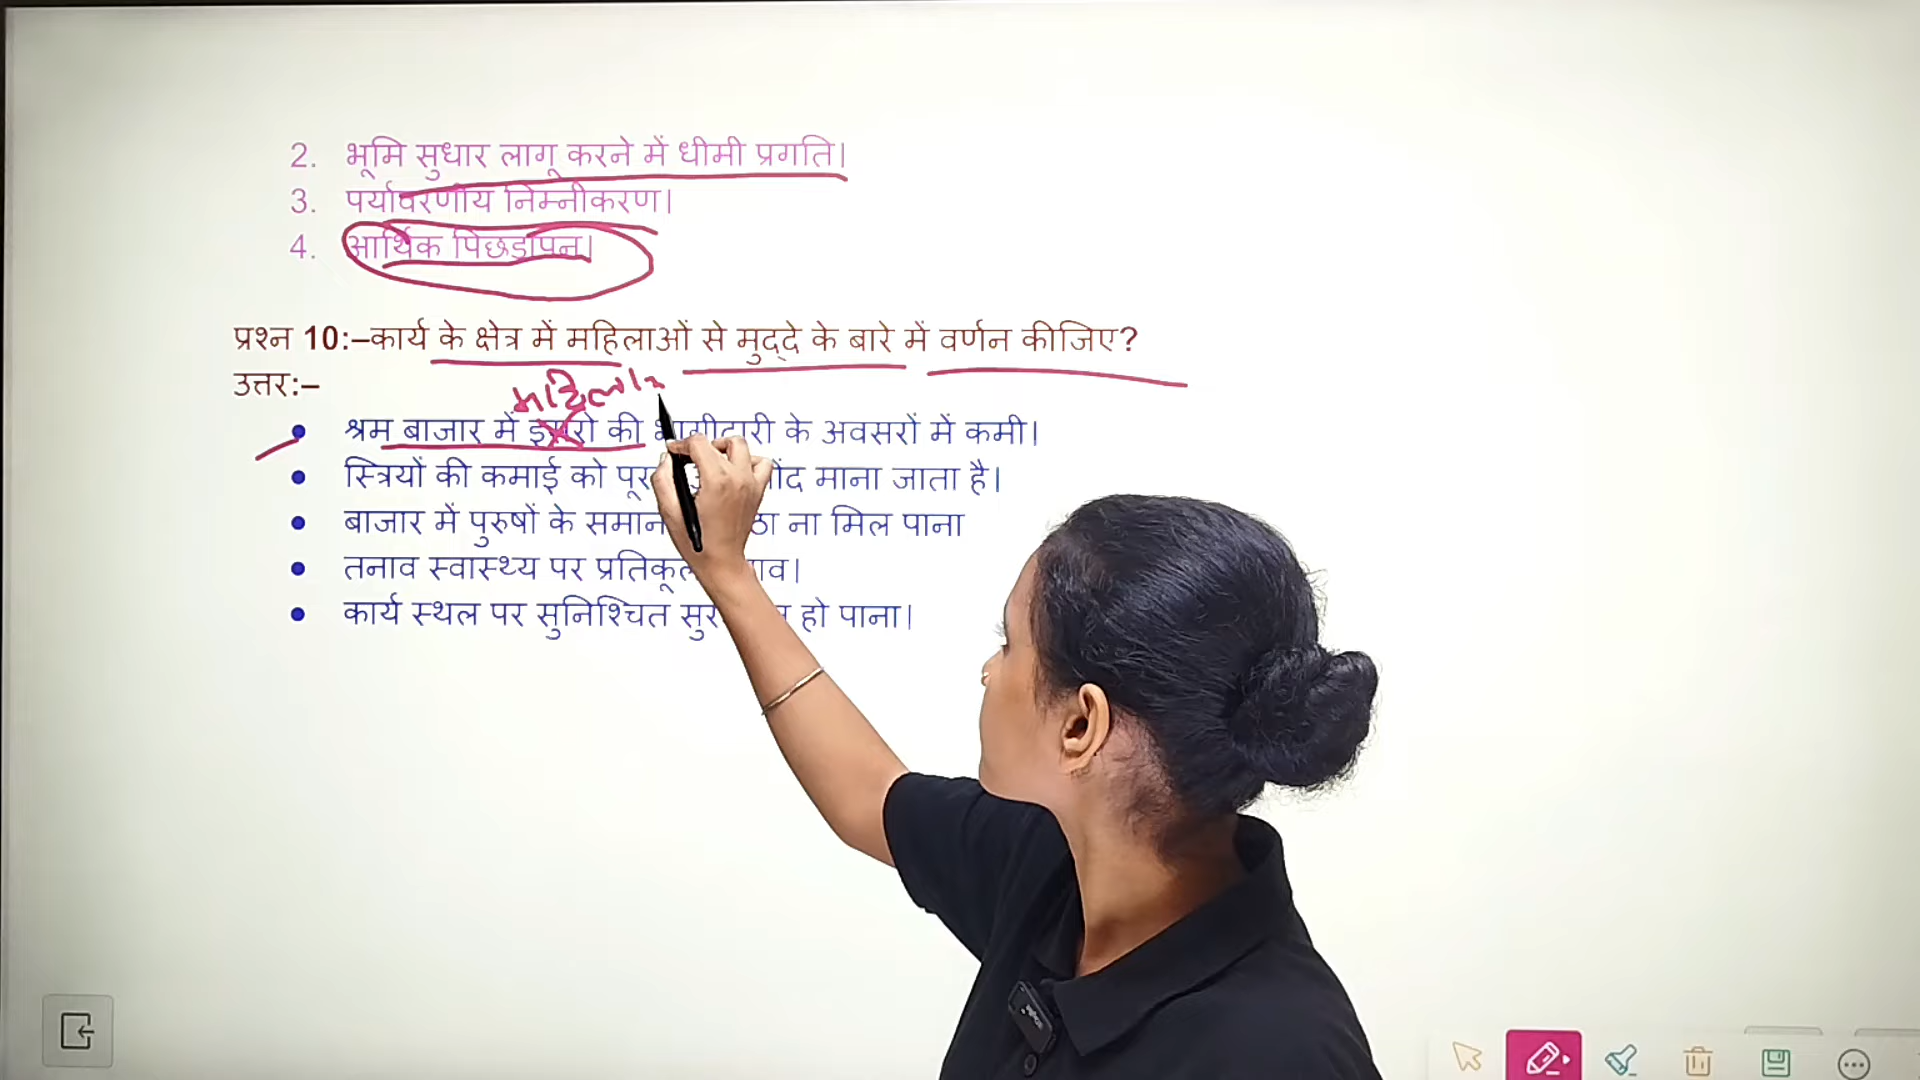 2. भूमि सुधार लागू करने में धीमी प्रगति।
3. पर्यावरणीय निम्नीकरण।
4. आर्थिक पिछडापन।
प्रश्न 10:–कार्य के क्षेत्र में महिलाओं से मुद्दे के बारे में वर्णन कीजिए?
उत्तर:–
• श्रम बाजार में की भागीदारी के अवसरों में कमी।
• स्त्रियों की कमाई को माना जाता है।
• बाजार में पुरुषों के समान ना मिल पाना
• तनाव स्वास्थ्य पर
• कार्य स्थल पर सुनिश्चित हो पाना।